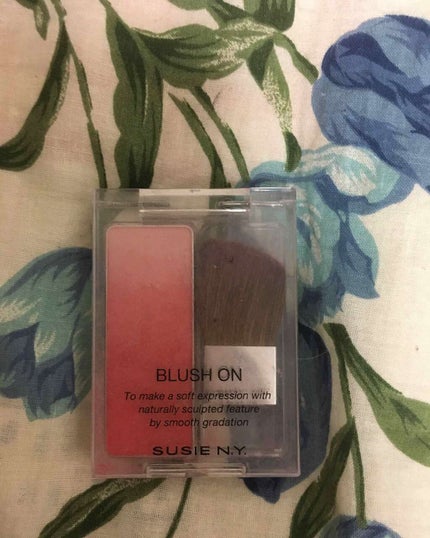 BLUSH ON
To make a soft expression with
naturally sculpted feature
by smooth gradation
SUSIE N.Y.